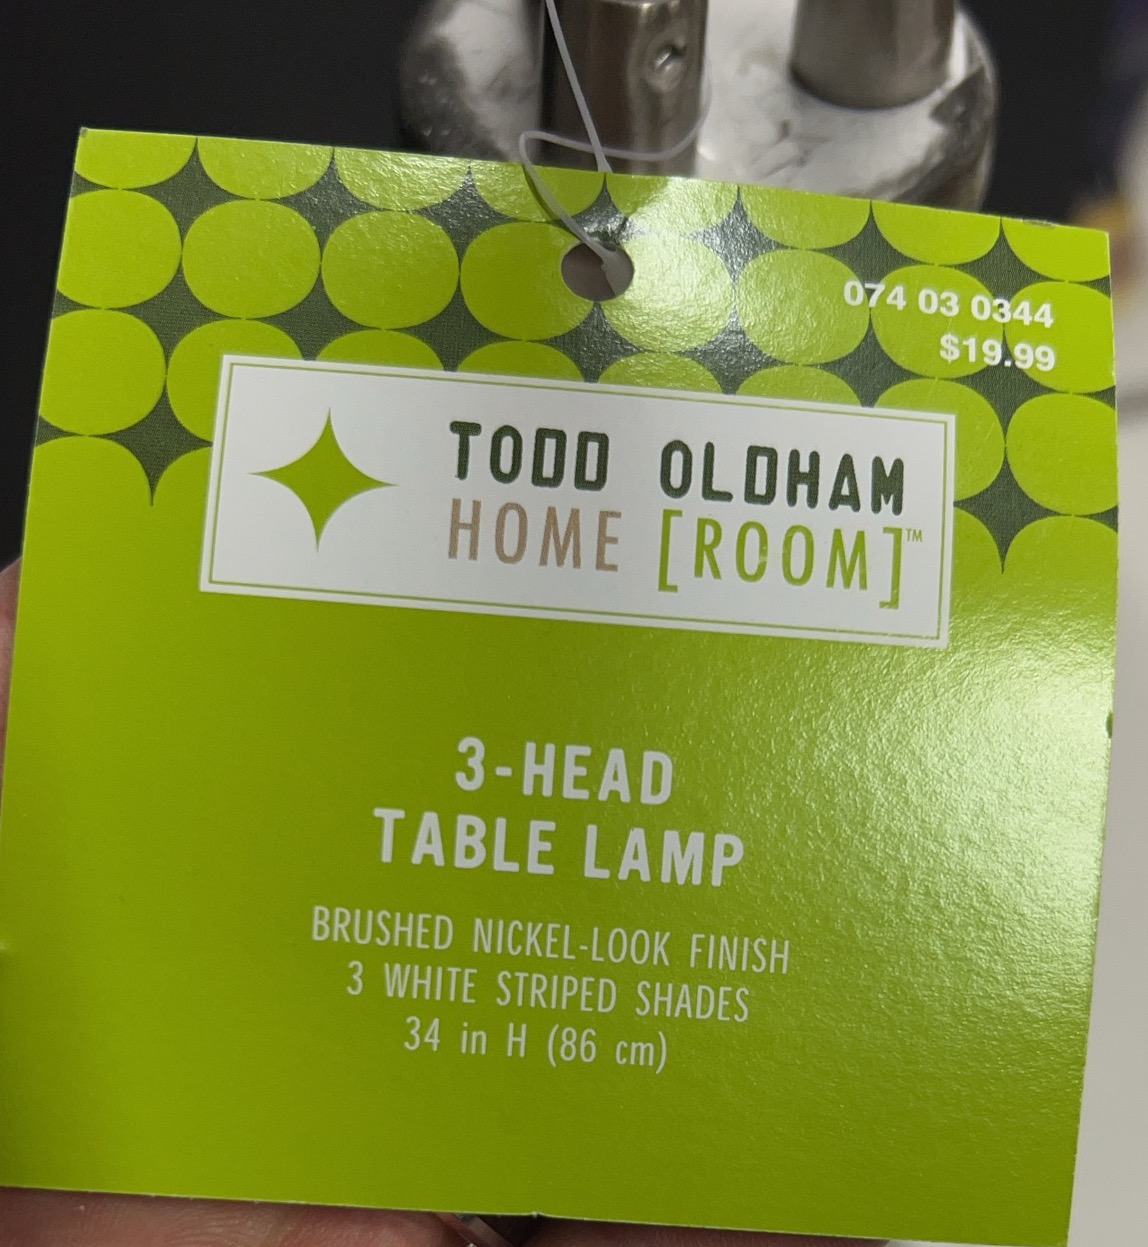 074 03 0344
$19.99
TODD OLDHAM
HOME [ROOM]™
3-HEAD
TABLE LAMP
BRUSHED NICKEL-LOOK FINISH
3 WHITE STRIPED SHADES
34 in H (86 cm)